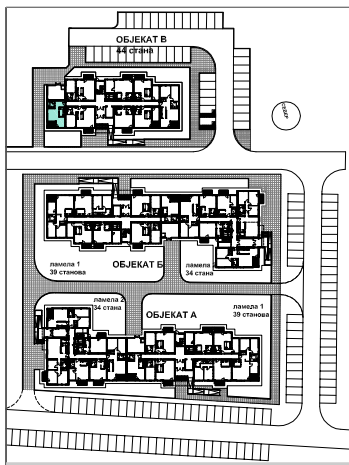 ОБЈЕКАТ В
44 стана
СЕВЕР
ламела 1
39 станова
ОБЈЕКАТ Б
ламела
34 стана
ламела 2
34 стана
ОБЈЕКАТ А
ламела 1
39 станова